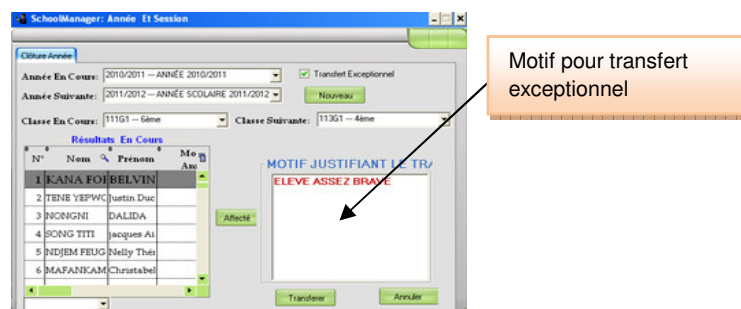 SchoolManager: Année Et Session
Clôture Année
Année En Cours: 2010/2011 -- ANNÉE 2010/2011
Transfert Exceptionnel
Année Suivante: 2011/2012 -- ANNÉE SCOLAIRE 2011/2012
Nouveau
Classe En Cours: 111G1 -- 6ème
Classe Suivante: 113G1 -- 4ème
Résultats En Cours
N° Nom Prénom Mo
1 KANA FOI BELVIN
2 TENE YEPWC Justin Duc
3 NONGNI DALIDA
4 SONG TITI jacques Ai
5 NDJEM FEUG Nelly Thér
6 MAFANKAM Christabel
Affecté
MOTIF JUSTIFIANT LE TRA
ELEVE ASSEZ BRAVE
Transferer
Annuler
Motif pour transfert
exceptionnel